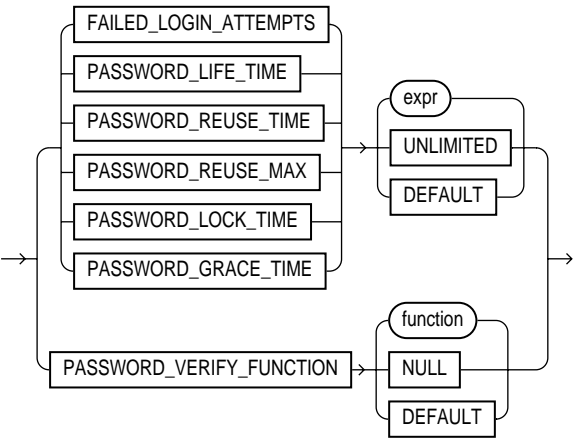 FAILED_LOGIN_ATTEMPTS
PASSWORD_LIFE_TIME
PASSWORD_REUSE_TIME
PASSWORD_REUSE_MAX
PASSWORD_LOCK_TIME
PASSWORD_GRACE_TIME
expr
UNLIMITED
DEFAULT
PASSWORD_VERIFY_FUNCTION
function
NULL
DEFAULT